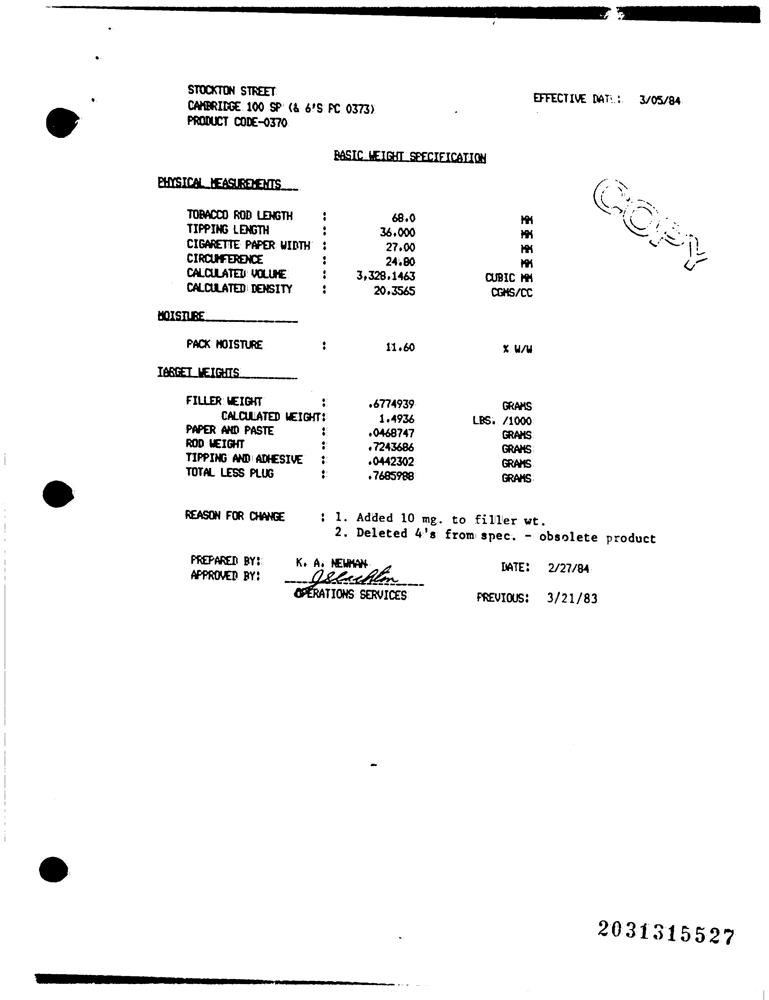 STOCKTON STREET
CAMBRIDGE 100 SP (& 6'S PC 0373)
PRODUCT CODE-0370
EFFECTIVE DATE: 3/05/84
BASIC WEIGHT SPECIFICATION
PHYSICAL MEASUREMENTS
COPY
TOBACCO ROD LENGTH : 68.0 MM
TIPPING LENGTH : 36.000 MM
CIGARETTE PAPER WIDTH : 27.00 MM
CIRCUMFERENCE : 24.80 MM
CALCULATED VOLUME : 3,328.1463 CUBIC MM
CALCULATED DENSITY : 20.3565 CGMS/CC
MOISTURE
PACK MOISTURE : 11.60 % W/W
TARGET WEIGHTS
FILLER WEIGHT : .6774939 GRAMS
CALCULATED WEIGHT: 1.4936 LBS. /1000
PAPER AND PASTE : .0468747 GRAMS
ROD WEIGHT : .7243686 GRAMS
TIPPING AND ADHESIVE : .0442302 GRAMS
TOTAL LESS PLUG : .7685988 GRAMS
REASON FOR CHANGE : 1. Added 10 mg. to filler wt.
2. Deleted 4's from spec. - obsolete product
PREPARED BY: K. A. NEWMAN DATE: 2/27/84
APPROVED BY:
OPERATIONS SERVICES PREVIOUS: 3/21/83
2031315527